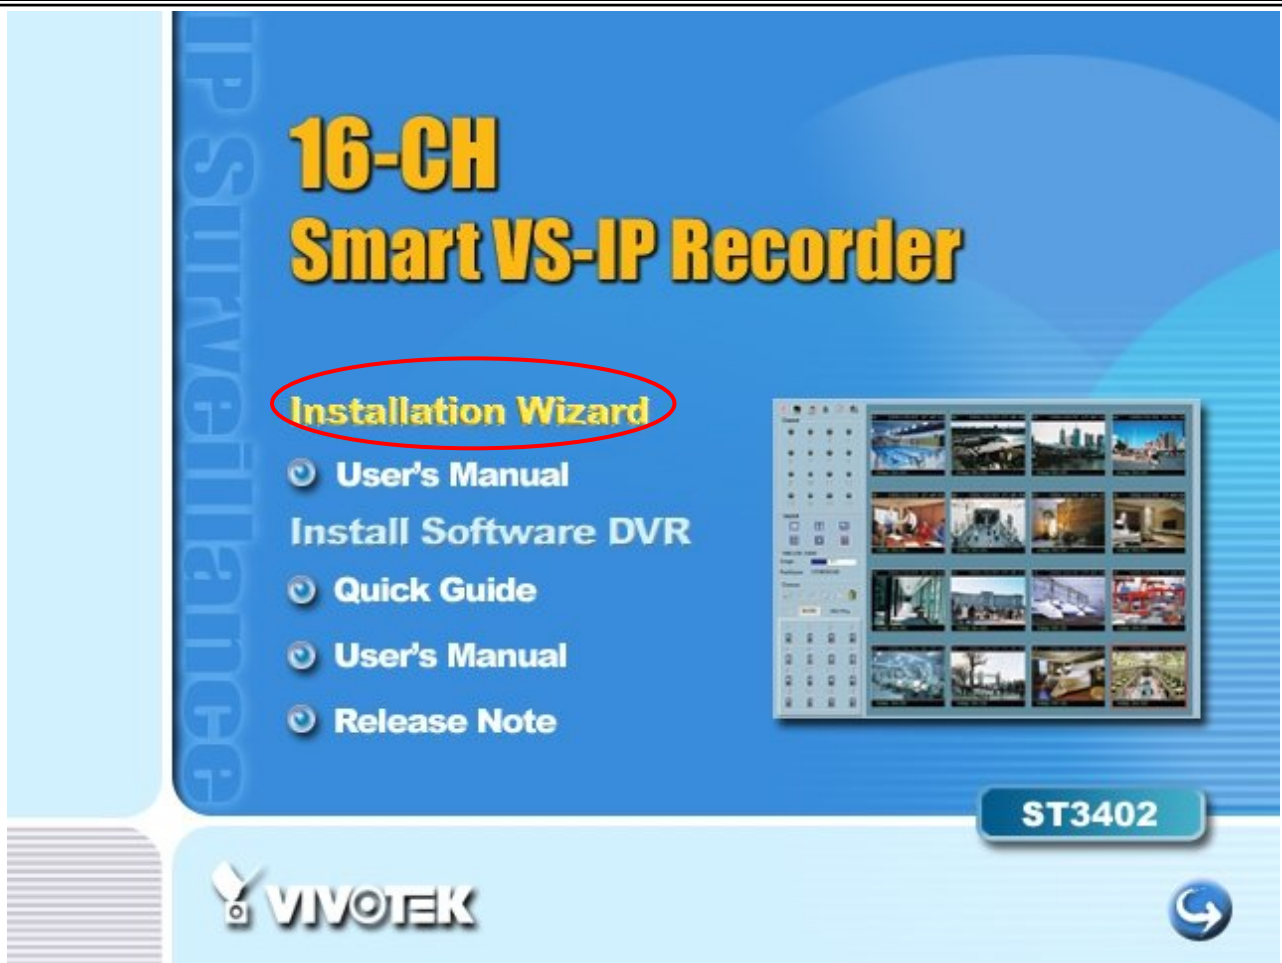 IP Surveillance
16-CH
Smart VS-IP Recorder
Installation Wizard
User's Manual
Install Software DVR
Quick Guide
User's Manual
Release Note
ST3402
VIVOTEK